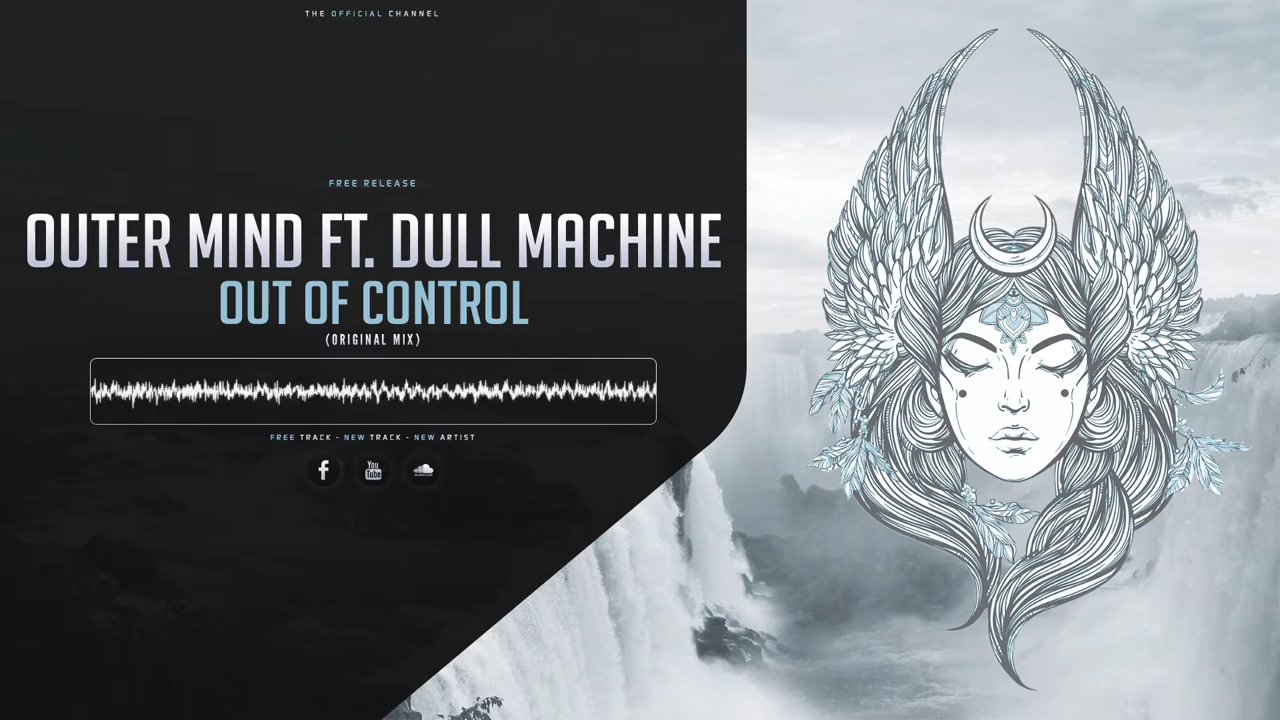 THE OFFICIAL CHANNEL
FREE RELEASE
OUTER MIND FT. DULL MACHINE
OUT OF CONTROL
(ORIGINAL MIX)
FREE TRACK - NEW TRACK - NEW ARTIST
f
You
Tube